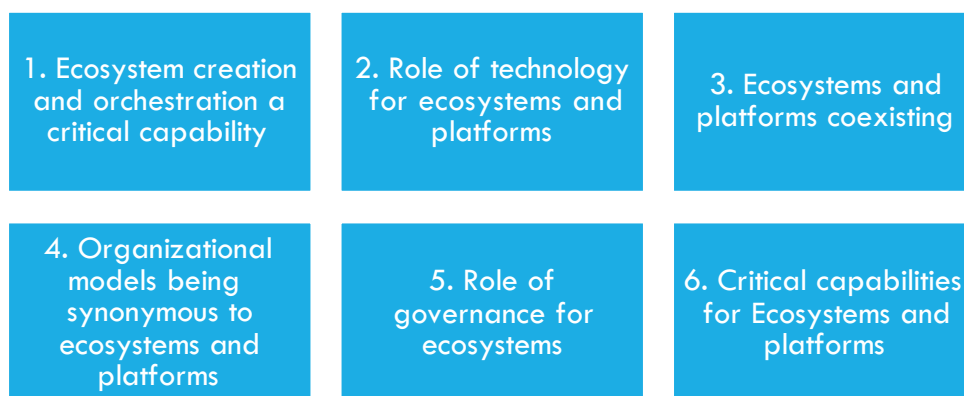 1. Ecosystem creation
and orchestration a
critical capability
2. Role of technology
for ecosystems and
platforms
3. Ecosystems and
platforms coexisting
4. Organizational
models being
synonymous to
ecosystems and
platforms
5. Role of
governance for
ecosystems
6. Critical capabilities
for Ecosystems and
platforms